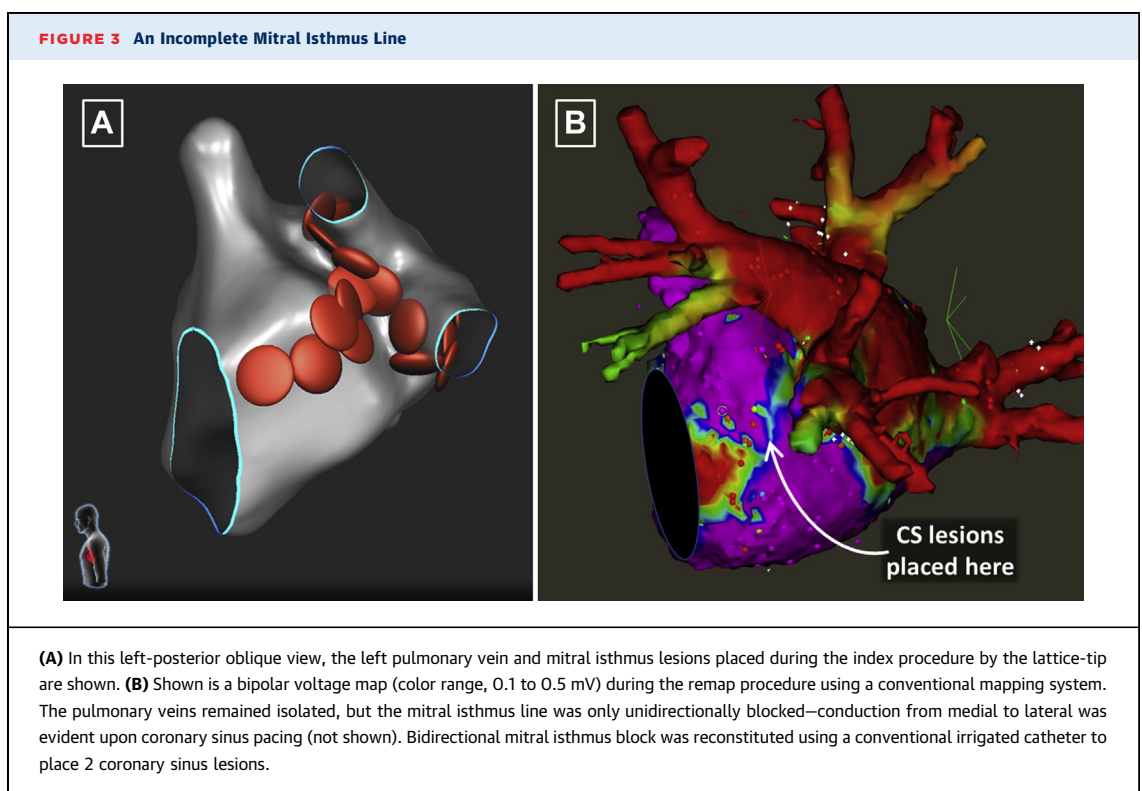 FIGURE 3 An Incomplete Mitral Isthmus Line
A
B
CS lesions
placed here
(A) In this left-posterior oblique view, the left pulmonary vein and mitral isthmus lesions placed during the index procedure by the lattice-tip
are shown. (B) Shown is a bipolar voltage map (color range, 0.1 to 0.5 mV) during the remap procedure using a conventional mapping system.
The pulmonary veins remained isolated, but the mitral isthmus line was only unidirectionally blocked—conduction from medial to lateral was
evident upon coronary sinus pacing (not shown). Bidirectional mitral isthmus block was reconstituted using a conventional irrigated catheter to
place 2 coronary sinus lesions.